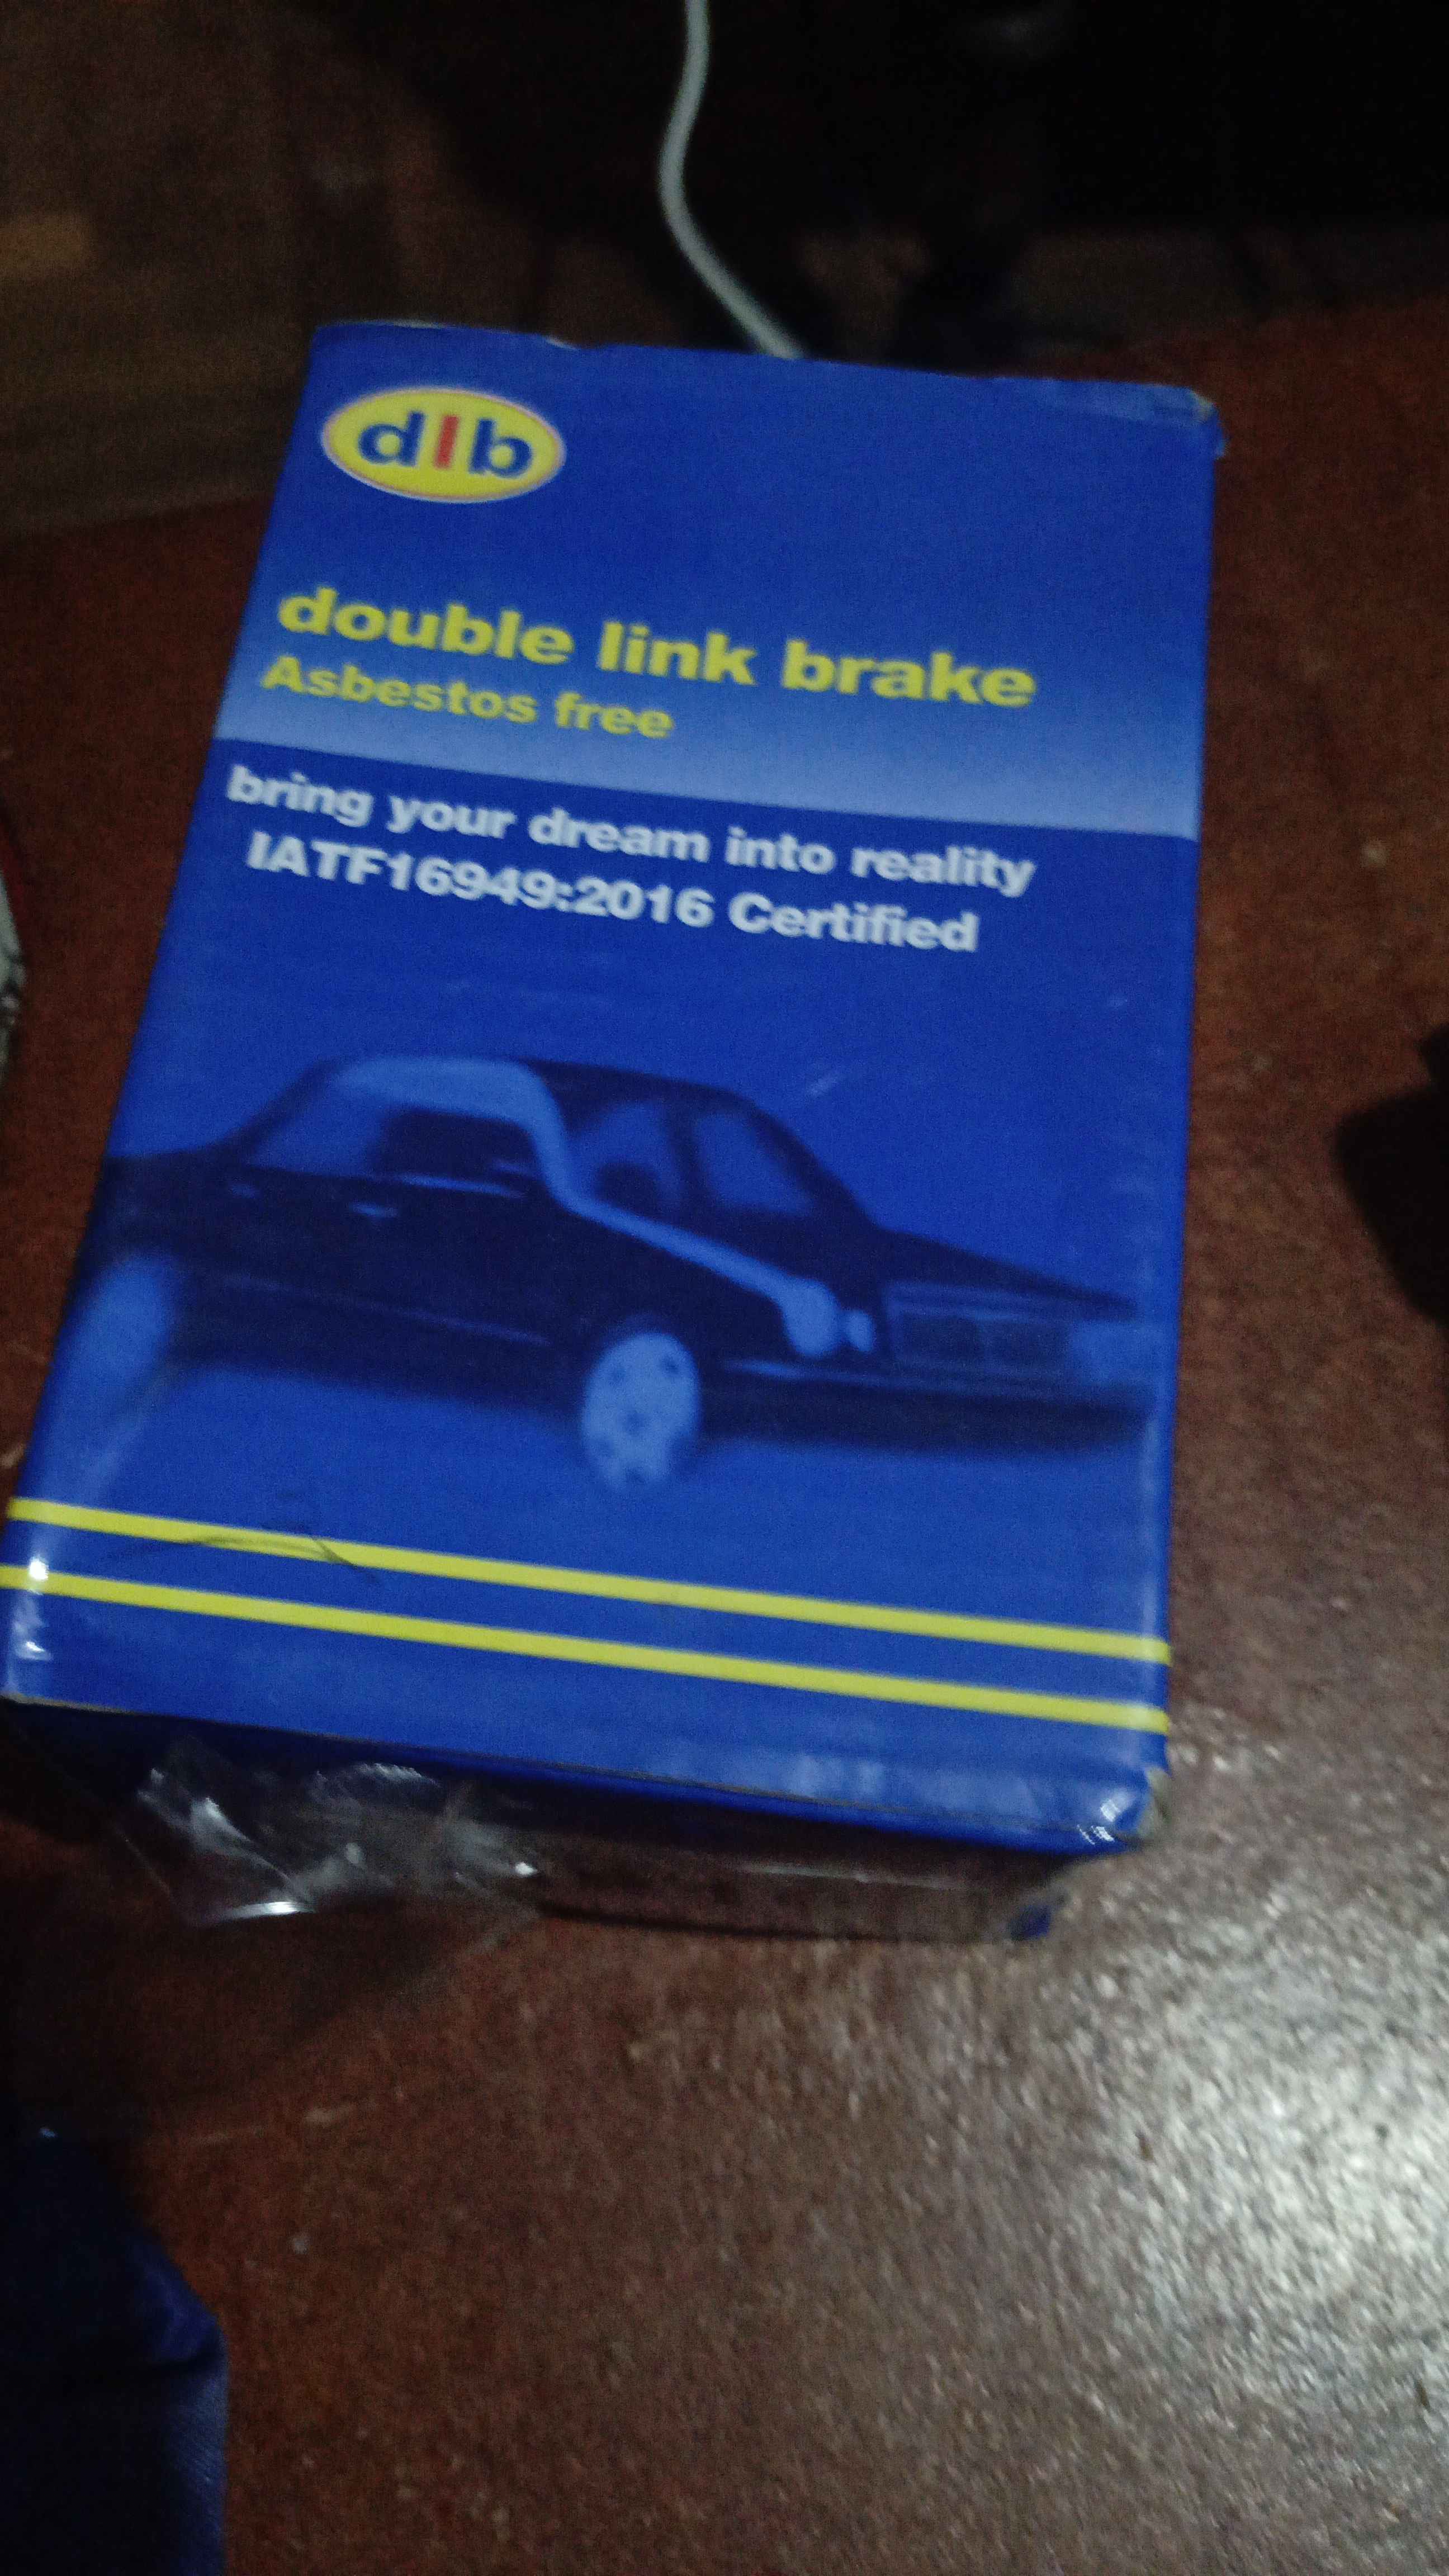 dlb
double link brake
Asbestos free
bring your dream into reality
IATF16949:2016 Certified